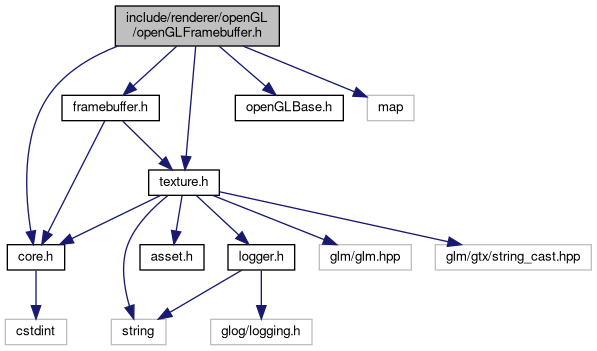 include/renderer/openGL
/openGLFramebuffer.h
framebuffer.h
openGLBase.h
map
texture.h
core.h
asset.h
logger.h
glm/glm.hpp
glm/gtx/string_cast.hpp
cstdint
string
glog/logging.h